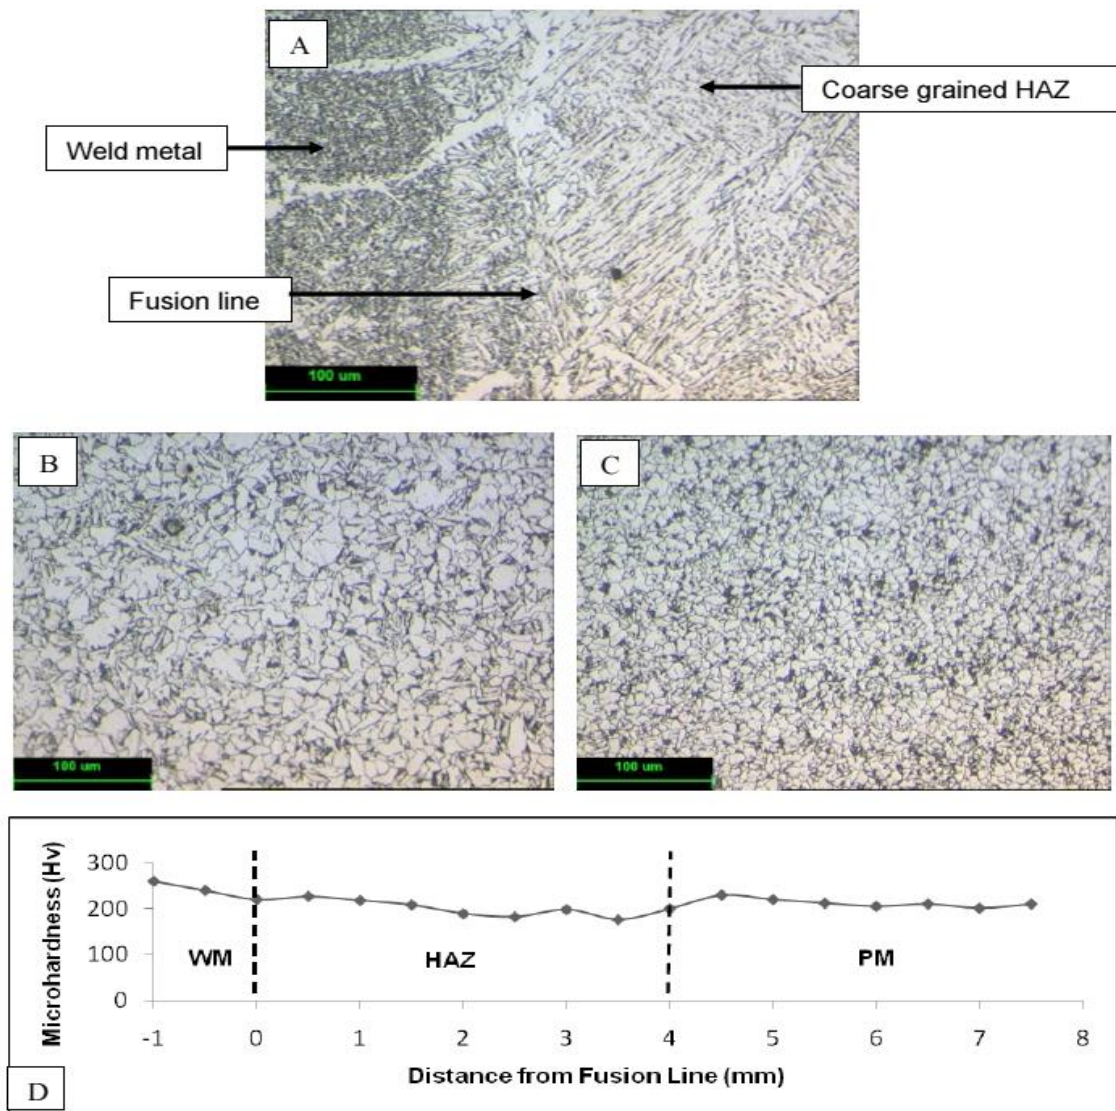 A
Coarse grained HAZ
Weld metal
Fusion line
100 um
B
C
100 um
100 um
Microhardness (Hv)
300
200
100
0
WM
HAZ
PM
-1 0 1 2 3 4 5 6 7 8
Distance from Fusion Line (mm)
D